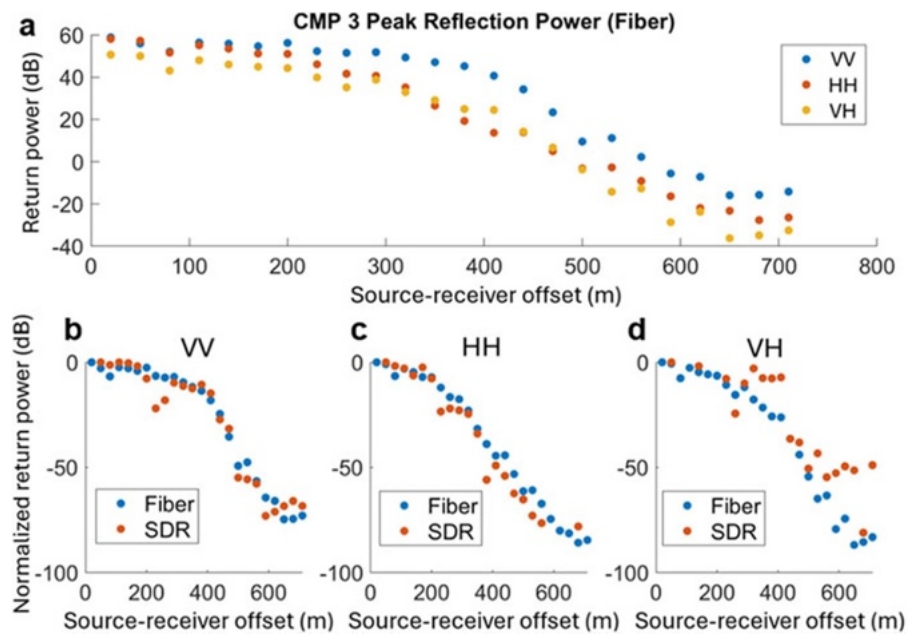 a
CMP 3 Peak Reflection Power (Fiber)
Return power (dB)
60
40
20
0
-20
-40
0 100 200 300 400 500 600 700 800
Source-receiver offset (m)
VV
HH
VH
Normalized return power (dB)
b
VV
0
-50
-100
Fiber
SDR
0 200 400 600
Source-receiver offset (m)
c
HH
0
-50
-100
Fiber
SDR
0 200 400 600
Source-receiver offset (m)
d
VH
0
-50
-100
Fiber
SDR
0 200 400 600
Source-receiver offset (m)